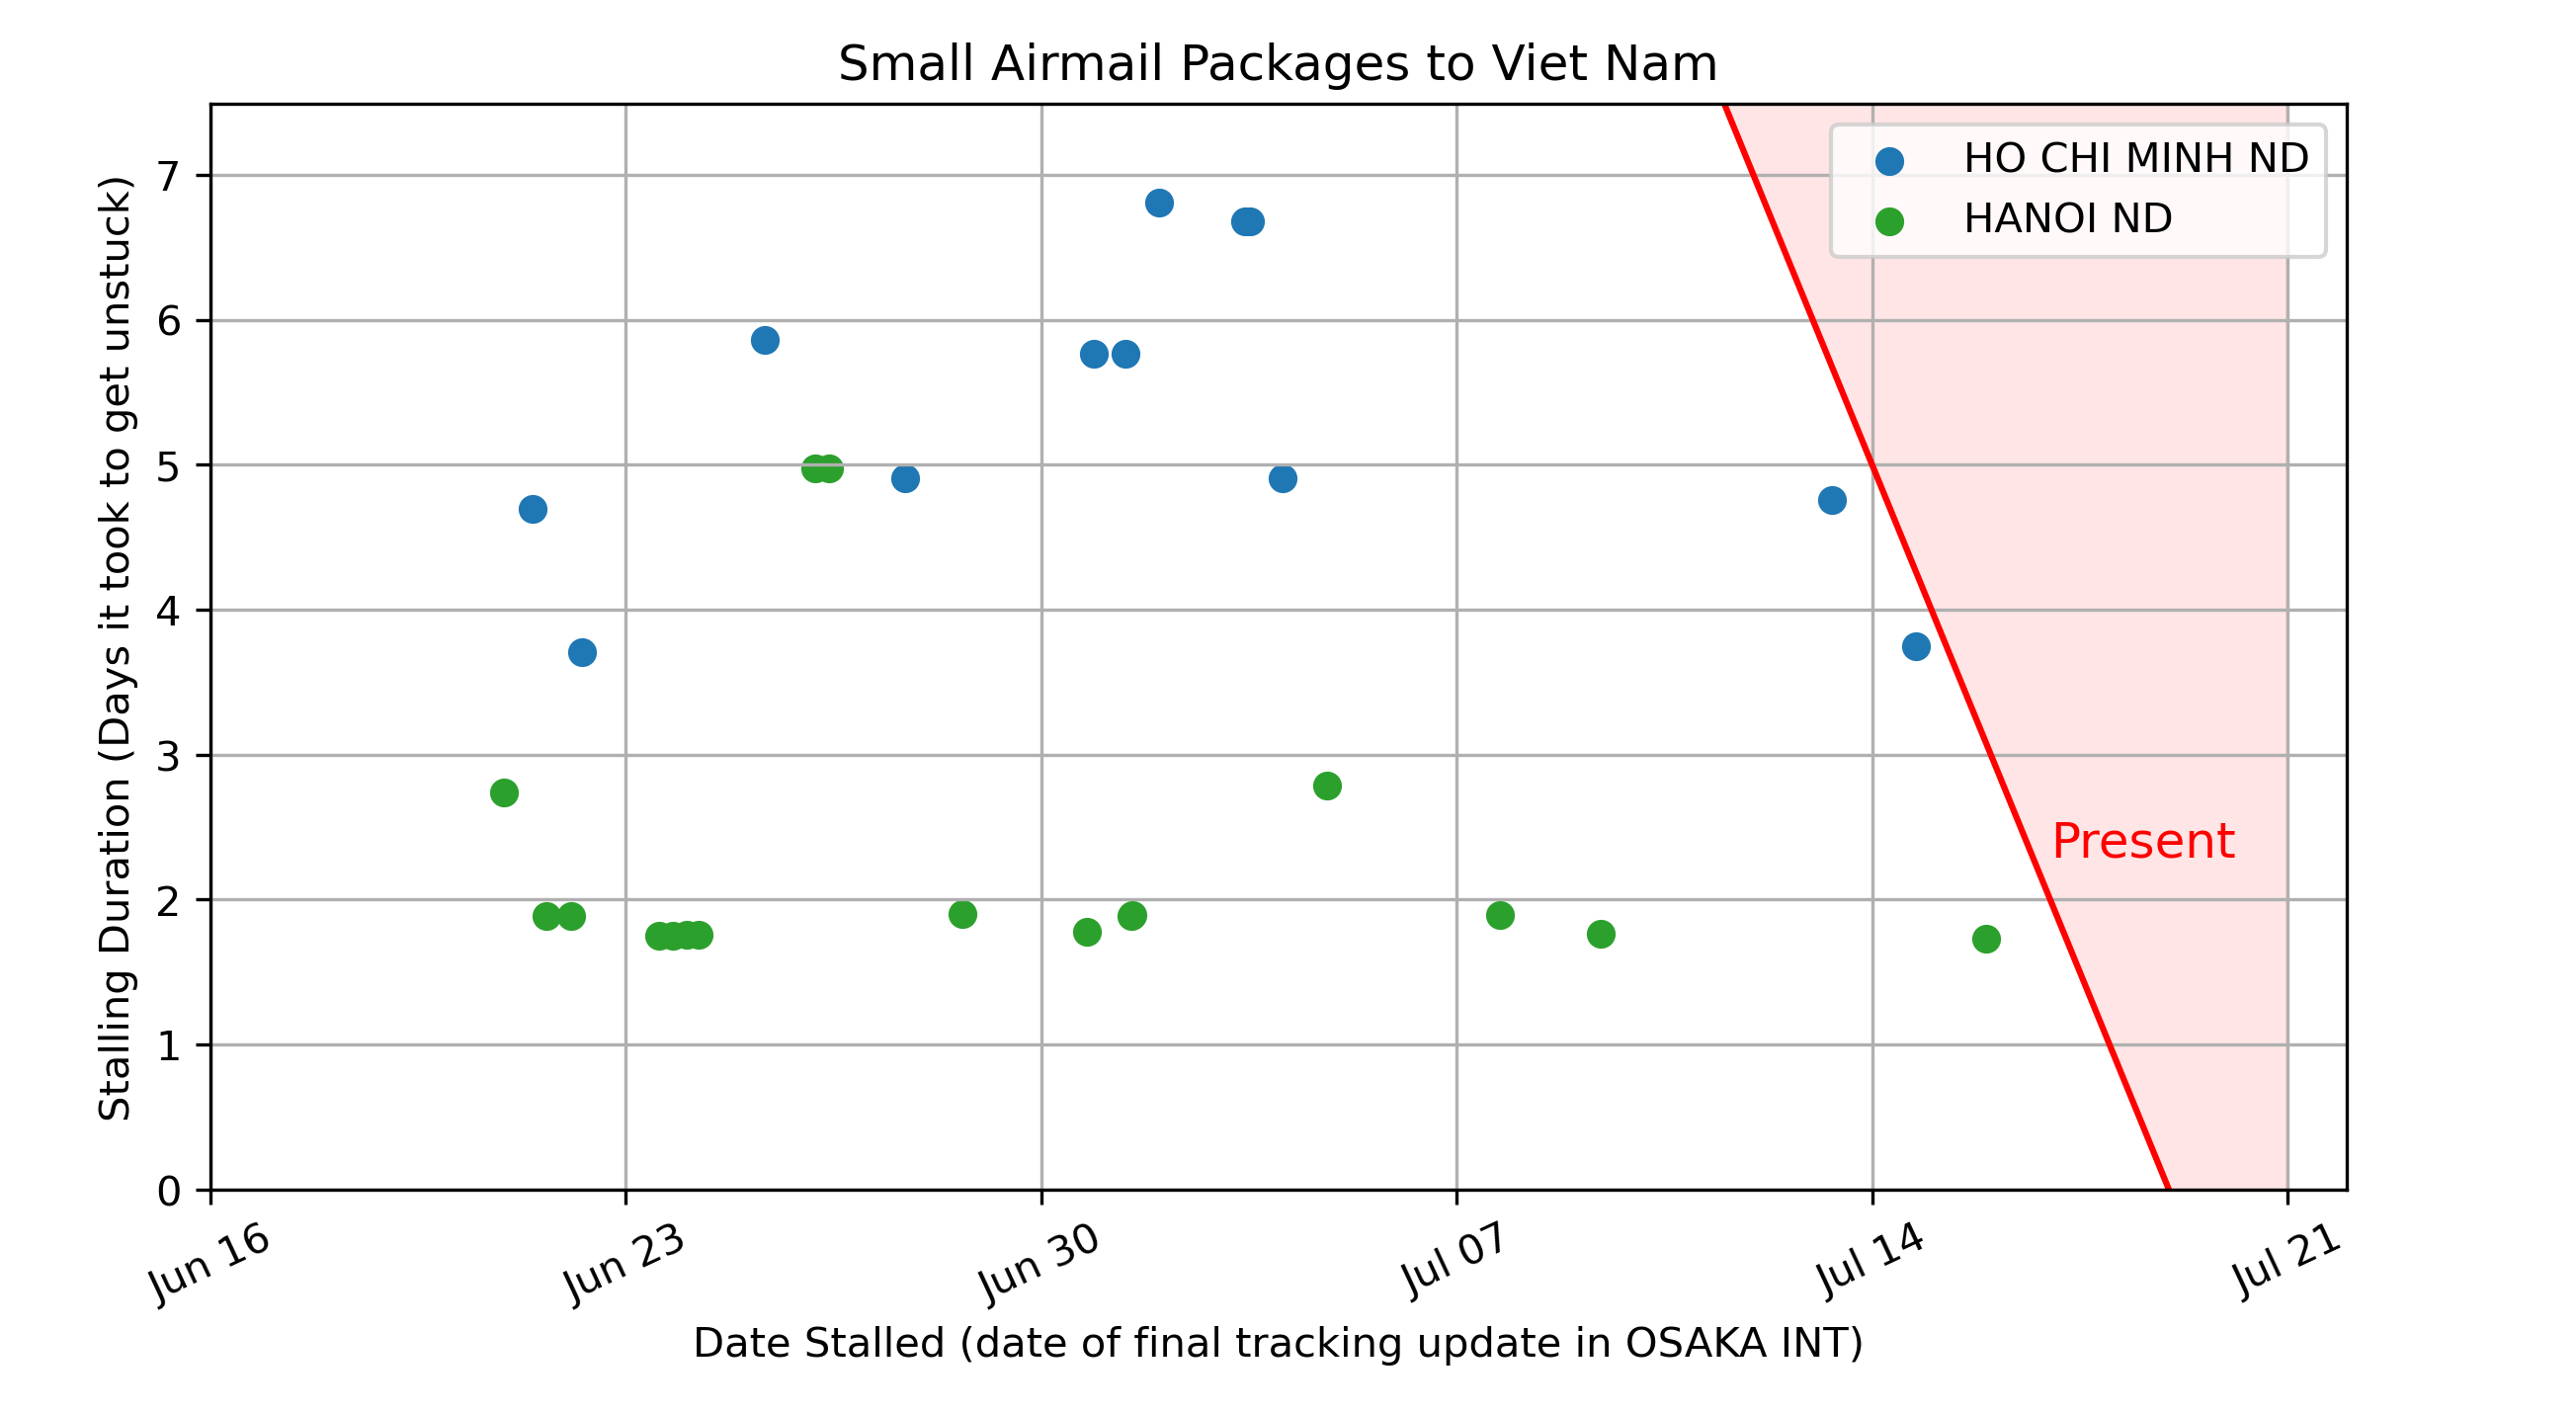 Small Airmail Packages to Viet Nam
HO CHI MINH ND
HANOI ND
Stalling Duration (Days it took to get unstuck)
7
6
5
4
3
2
1
0
Present
Jun 16
Jun 23
Jun 30
Jul 07
Jul 14
Jul 21
Date Stalled (date of final tracking update in OSAKA INT)